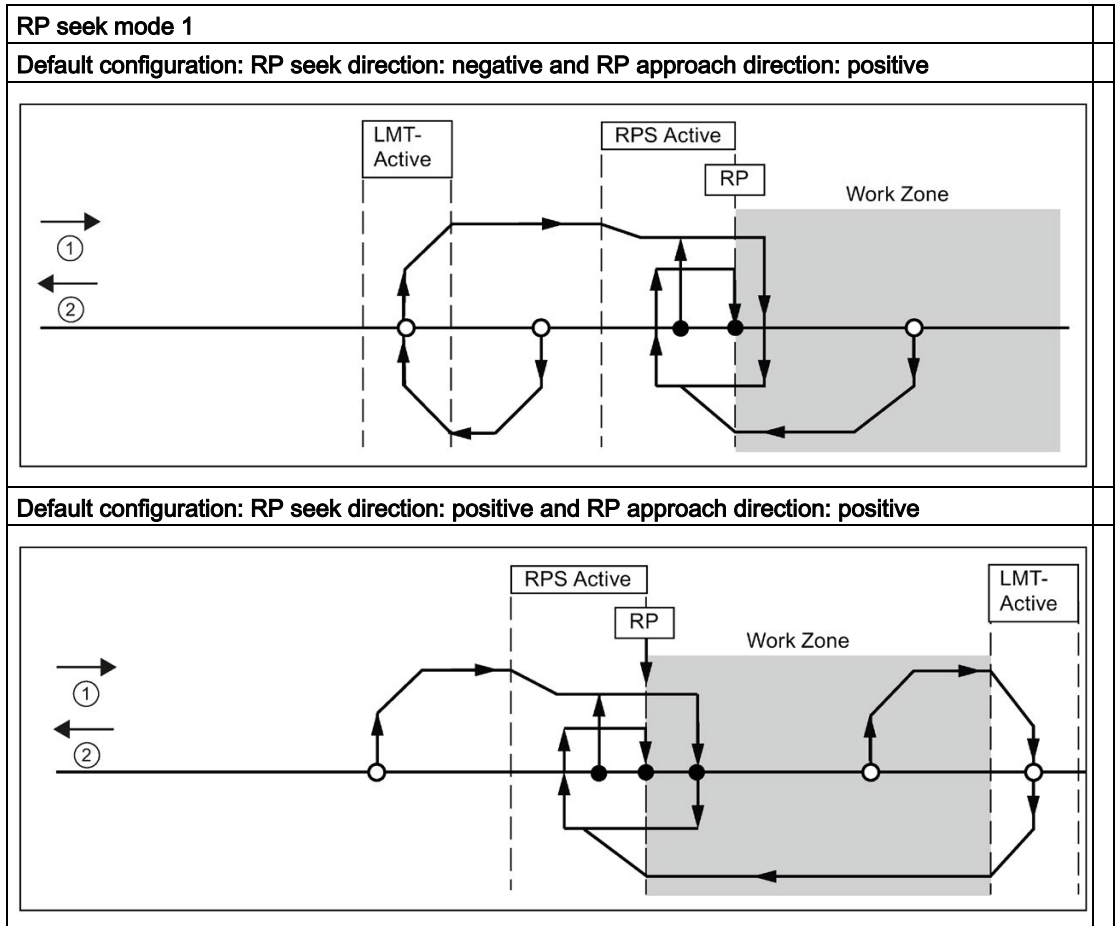 RP seek mode 1
Default configuration: RP seek direction: negative and RP approach direction: positive
LMT-
Active
RPS Active
RP
Work Zone
1
2
Default configuration: RP seek direction: positive and RP approach direction: positive
RPS Active
LMT-
Active
RP
Work Zone
1
2